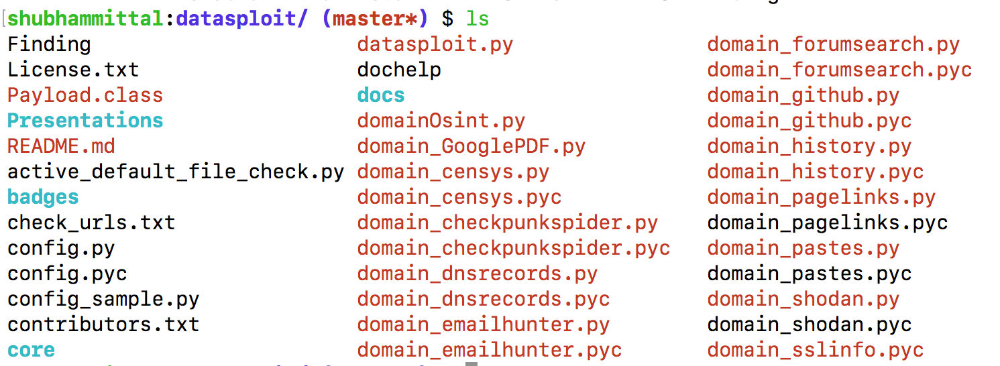 shubhammittal:datasploit/ (master*) $ ls
Finding datasploit.py domain_forumsearch.py
License.txt dochelp domain_forumsearch.pyc
Payload.class docs domain_github.py
Presentations domainOsint.py domain_github.pyc
README.md domain_GooglePDF.py domain_history.py
active_default_file_check.py domain_censys.py domain_history.pyc
badges domain_censys.pyc domain_pagelinks.py
check_urls.txt domain_checkpunkspider.py domain_pagelinks.pyc
config.py domain_checkpunkspider.pyc domain_pastes.py
config.pyc domain_dnsrecords.py domain_pastes.pyc
config_sample.py domain_dnsrecords.pyc domain_shodan.py
contributors.txt domain_emailhunter.py domain_shodan.pyc
core domain_emailhunter.pyc domain_sslinfo.pyc